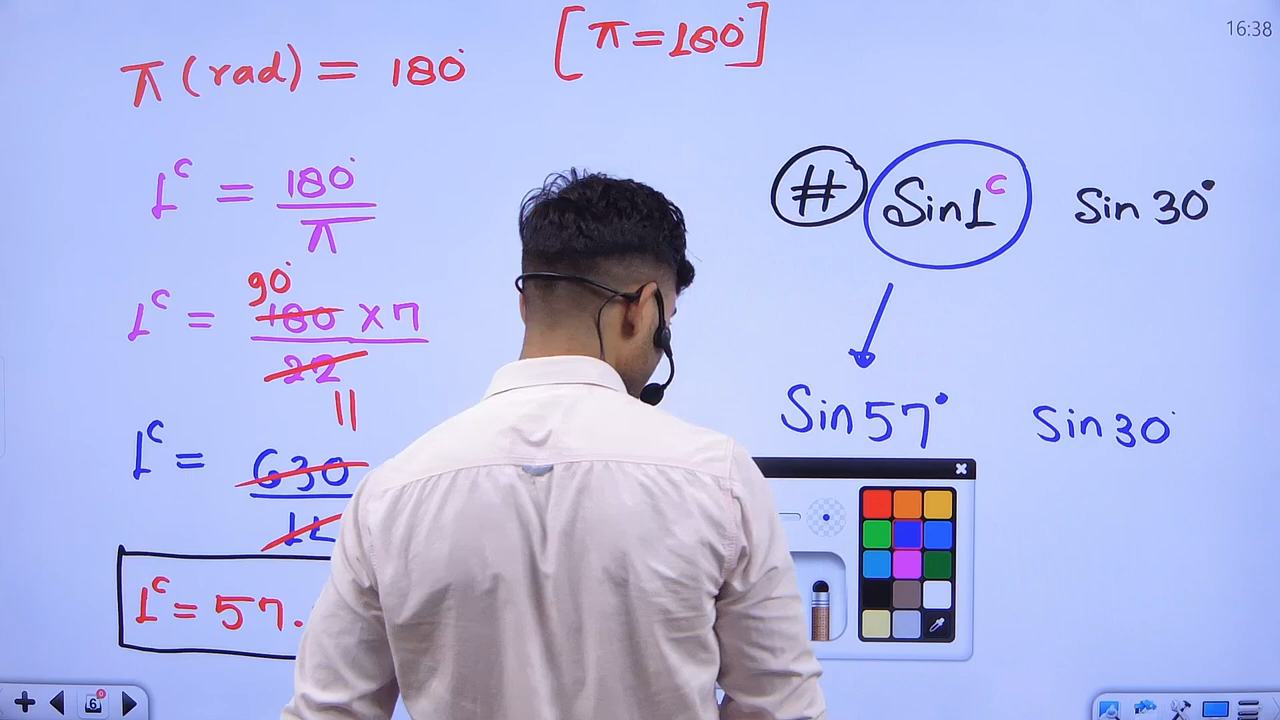 16:38
π (rad) = 180°
[π = 180°]
1ᶜ = 180° / π
# Sin1ᶜ Sin 30°
90°
1ᶜ = 180 × 7 / 22
11
Sin 57° Sin 30°
1ᶜ = 630 / 11
1ᶜ = 57.
6